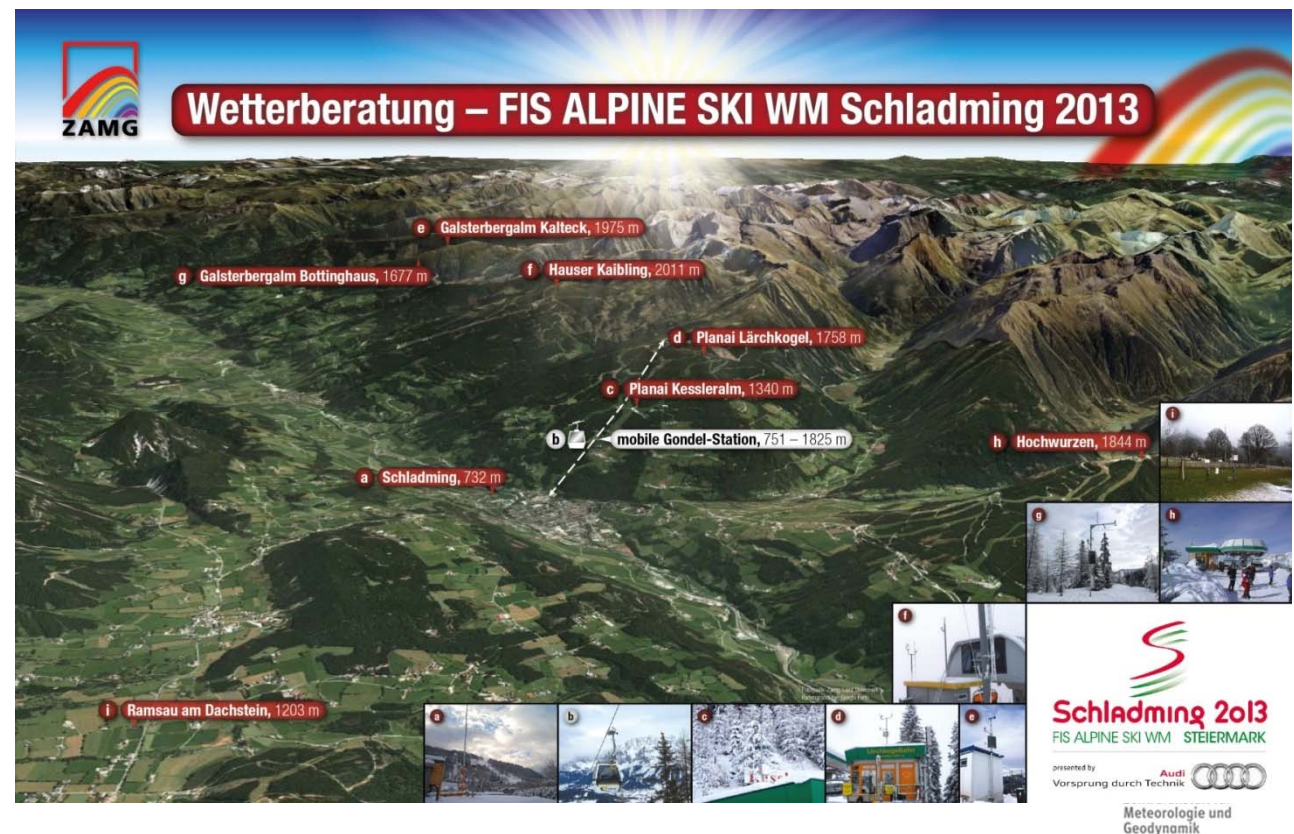 ZAMG
Wetterberatung – FIS ALPINE SKI WM Schladming 2013
e Galsterbergalm Kalteck, 1975 m
g Galsterbergalm Bottinghaus, 1677 m
f Hauser Kaibling, 2011 m
d Planai Lärchkogel, 1758 m
c Planai Kessleralm, 1340 m
b mobile Gondel-Station, 751 – 1825 m
h Hochwurzen, 1844 m
a Schladming, 732 m
i
g
h
f
i Ramsau am Dachstein, 1203 m
a
b
c
d
e
Schladming 2013
FIS ALPINE SKI WM STEIERMARK
presented by
Audi
Vorsprung durch Technik
Meteorologie und
Geodynamik